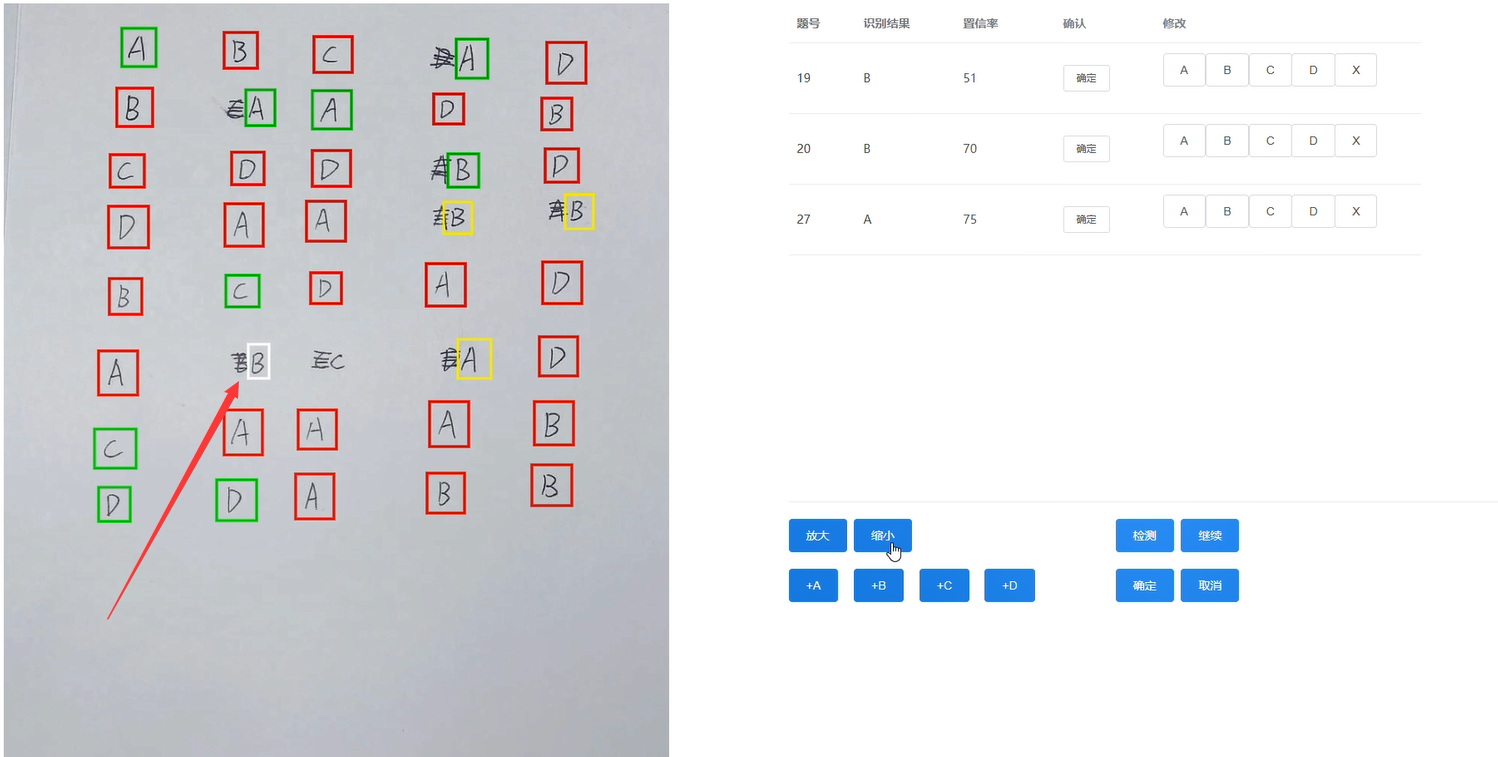 A B C A D
B A A D B
C D D B D
D A A B B
B C D A D
A B C A D
C A A A B
D D A B B
题号 识别结果 置信率 确认 修改
19 B 51 确定 A B C D X
20 B 70 确定 A B C D X
27 A 75 确定 A B C D X
放大 缩小 检测 继续
+A +B +C +D 确定 取消